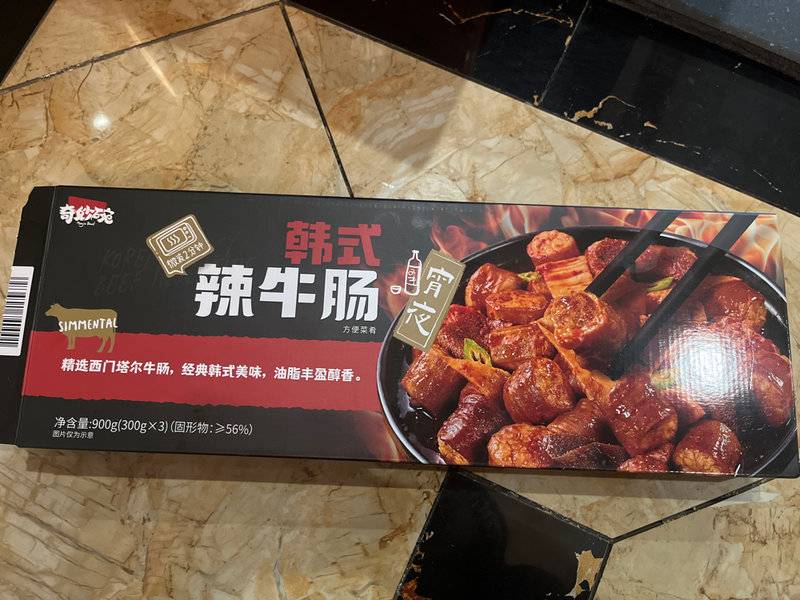 奇妙碗
微波2分钟
韩式
辣牛肠
方便菜肴
宵夜
SIMMENTAL
精选西门塔尔牛肠，经典韩式美味，油脂丰盈醇香。
净含量:900g(300g×3)(固形物:≥56%)
图片仅为示意